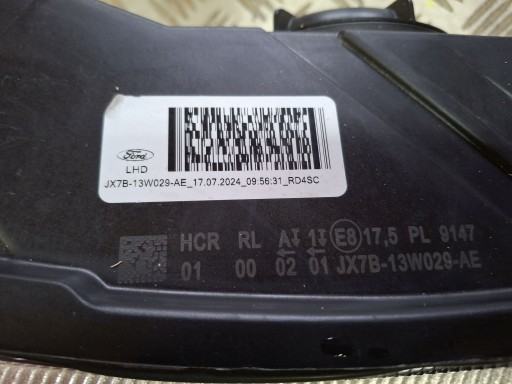 Ford
LHD
JX7B-13W029-AE_17.07.2024_09:56:31_RD4SC
HCR RL A↧ 1↧ E8 17,5 PL 9147
01 00 02 01 JX7B-13W029-AE